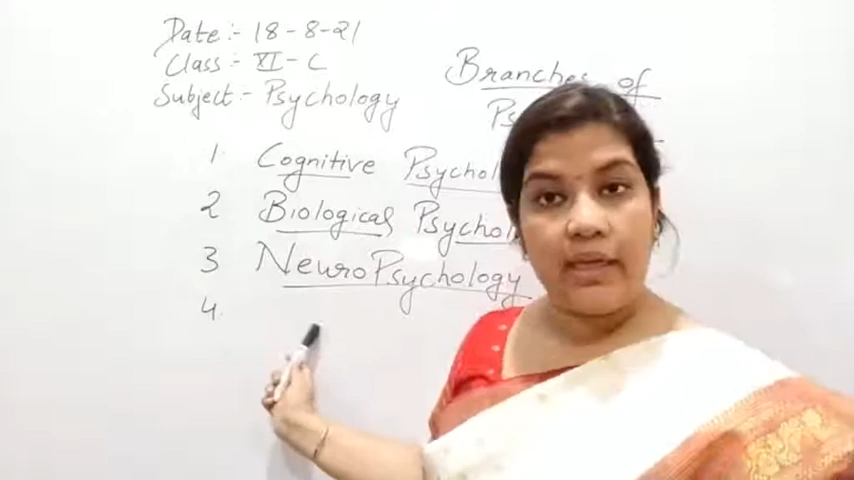 Date :- 18-8-21
Class :- XI - C
Subject :- Psychology
Branches of
1. Cognitive
2 Biological
3 NeuroPsychology
4.